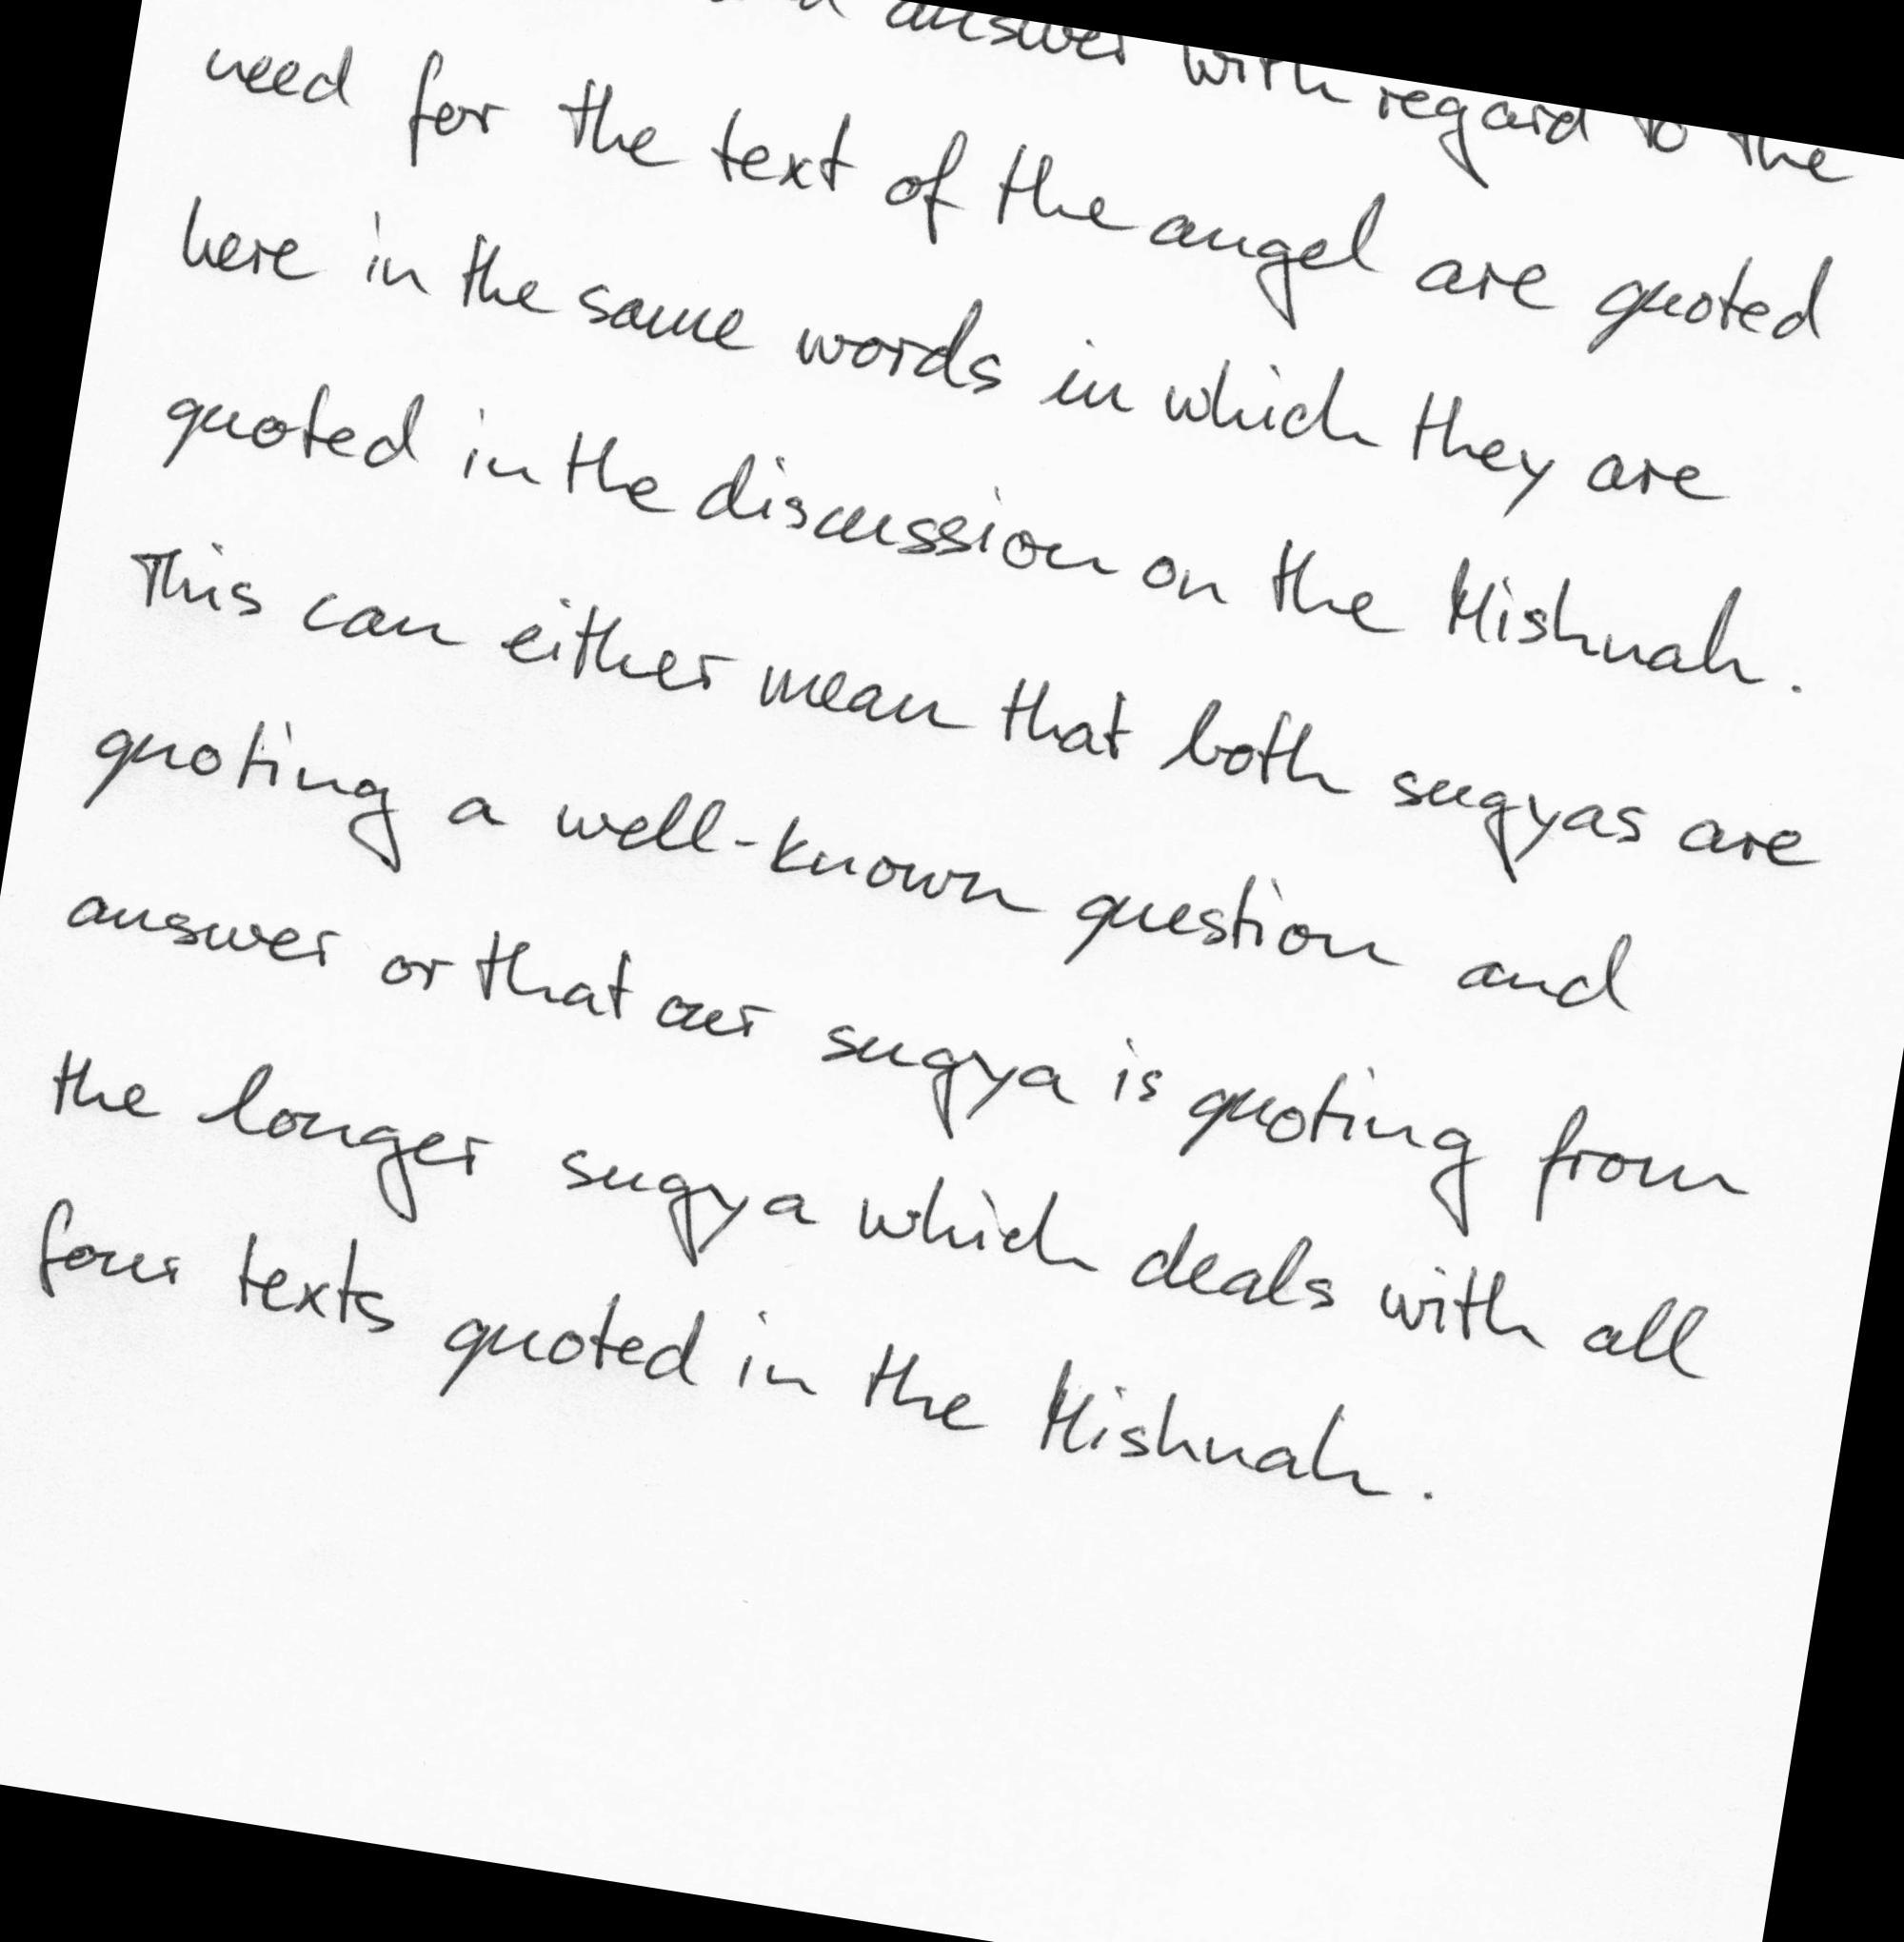 answer with regard to the
need for the text of the angel are quoted
here in the same words in which they are
quoted in the discussion on the Mishnah.
This can either mean that both sugyas are
quoting a well-known question and
answer or that our sugya is quoting from
the longer sugya which deals with all
four texts quoted in the Mishnah.